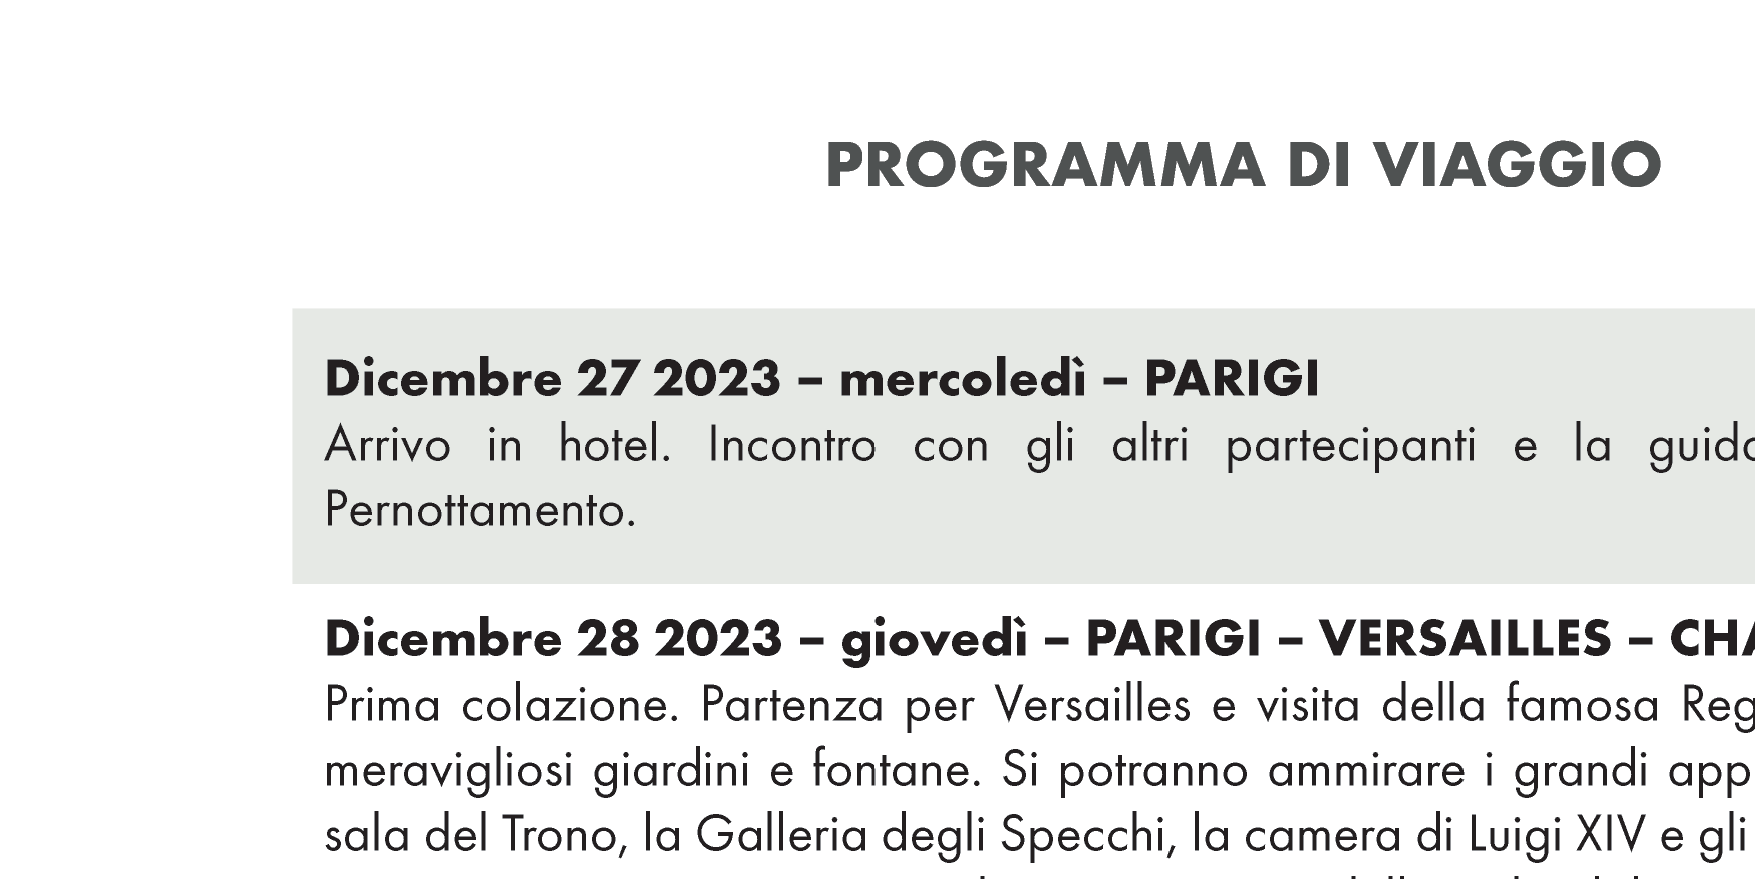 PROGRAMMA DI VIAGGIO
Dicembre 27 2023 – mercoledì – PARIGI
Arrivo in hotel. Incontro con gli altri partecipanti e la
Pernottamento.
Dicembre 28 2023 – giovedì – PARIGI – VERSAILLES –
Prima colazione. Partenza per Versailles e visita della famosa
meravigliosi giardini e fontane. Si potranno ammirare i grandi
sala del Trono, la Galleria degli Specchi, la camera di Luigi XIV e gli